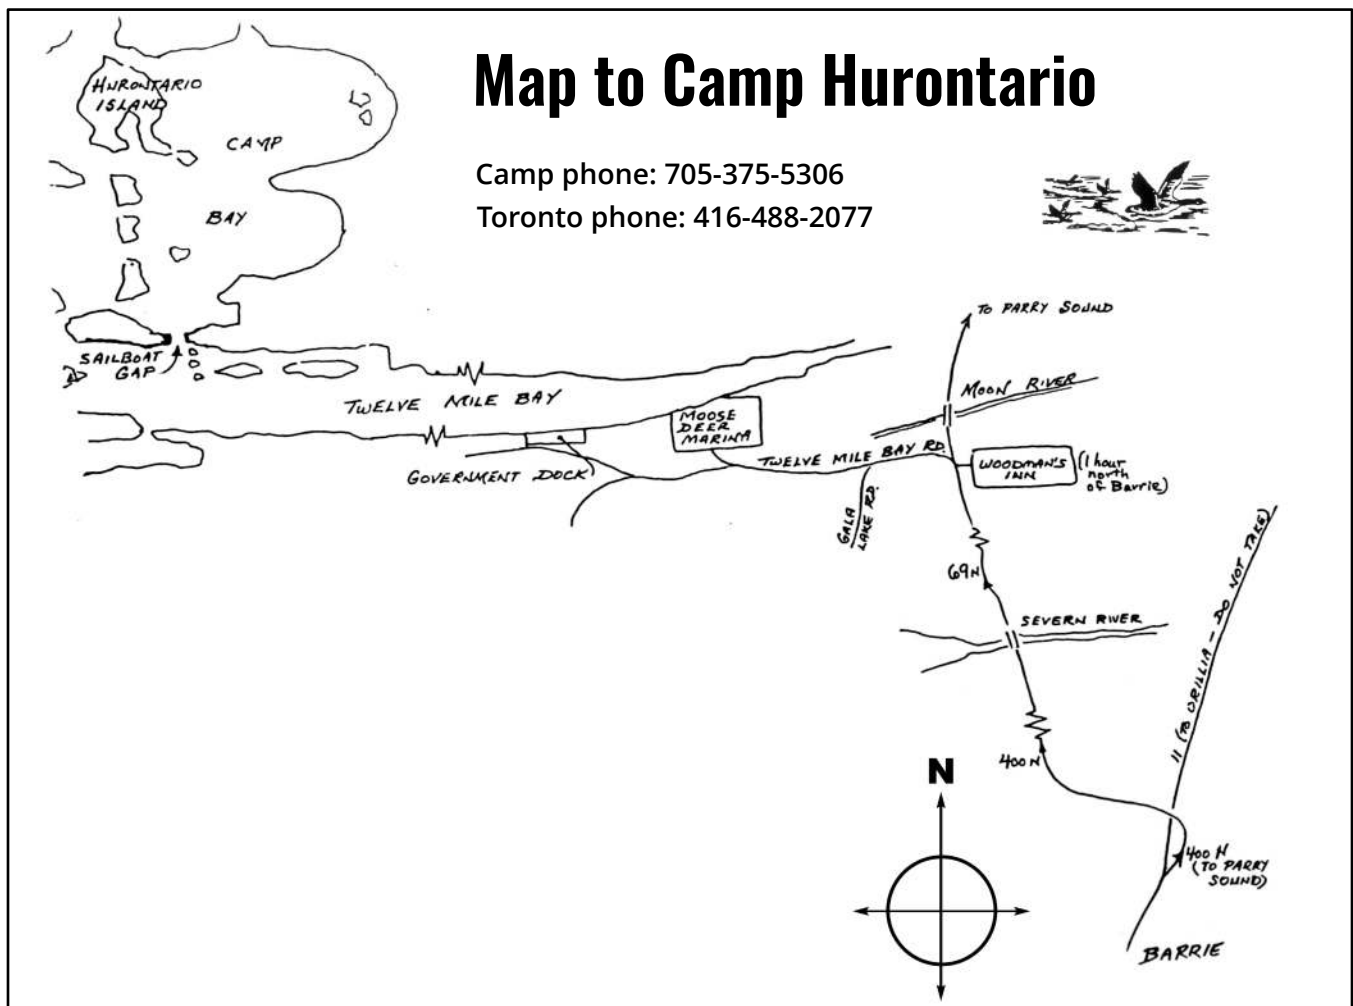 Map to Camp Hurontario
Camp phone: 705-375-5306
Toronto phone: 416-488-2077
HURONTARIO
ISLAND
CAMP
BAY
SAILBOAT
GAP
TWELVE MILE BAY
GOVERNMENT DOCK
MOOSE
DEER
MARINA
TWELVE MILE BAY RD.
GALA
LAKE RD.
TO PARRY SOUND
MOON RIVER
WOODMAN'S
INN
(1 hour
north
of Barrie)
69N
SEVERN RIVER
400 N
11 (TO ORILLIA - DO NOT TAKE)
400 N
(TO PARRY
SOUND)
BARRIE
N